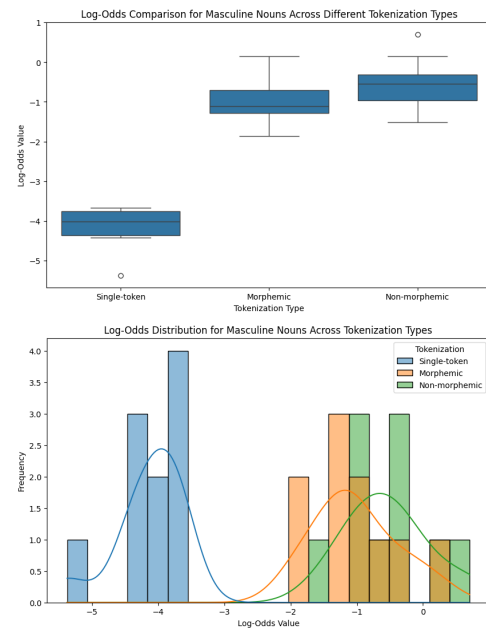 Log-Odds Comparison for Masculine Nouns Across Different Tokenization Types
1
0
−1
−2
−3
−4
−5
Log-Odds Value
Single-token
Morphemic
Non-morphemic
Tokenization Type
Log-Odds Distribution for Masculine Nouns Across Tokenization Types
4.0
3.5
3.0
2.5
2.0
1.5
1.0
0.5
0.0
Frequency
Tokenization
Single-token
Morphemic
Non-morphemic
−5
−4
−3
−2
−1
0
Log-Odds Value